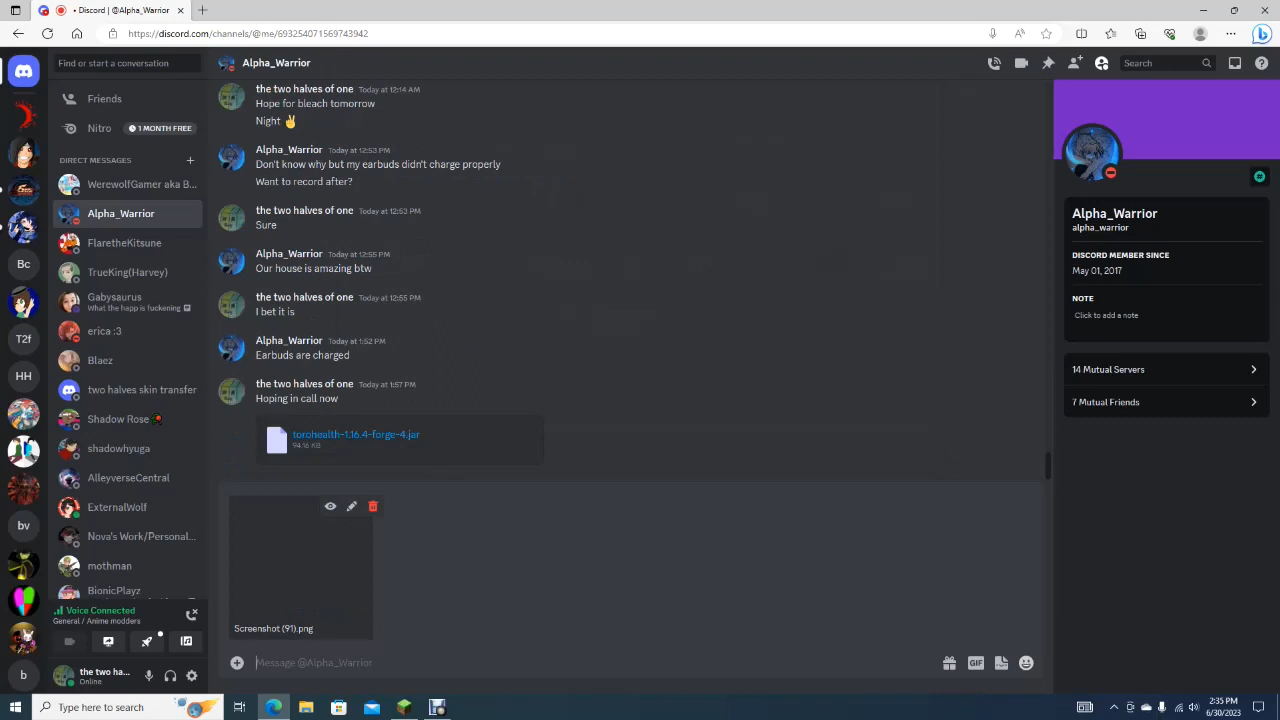 Discord | @Alpha_Warrior
https://discord.com/channels/@me/693254071569743942
Find or start a conversation
Alpha_Warrior
Search
Friends
Nitro
1 MONTH FREE
DIRECT MESSAGES
WerewolfGamer aka B...
Alpha_Warrior
FlaretheKitsune
TrueKing(Harvey)
Gabysaurus
What the happ is fuckening
erica :3
Blaez
two halves skin transfer
Shadow Rose
shadowhyuga
AlleyverseCentral
ExternalWolf
Nova's Work/Personal...
mothman
BionicPlayz
Bc
T2f
HH
bv
b
Voice Connected
General / Anime modders
the two ha...
Online
the two halves of one Today at 12:14 AM
Hope for bleach tomorrow
Night ✌
Alpha_Warrior Today at 12:53 PM
Don't know why but my earbuds didn't charge properly
Want to record after?
the two halves of one Today at 12:53 PM
Sure
Alpha_Warrior Today at 12:55 PM
Our house is amazing btw
the two halves of one Today at 12:55 PM
I bet it is
Alpha_Warrior Today at 1:52 PM
Earbuds are charged
the two halves of one Today at 1:57 PM
Hoping in call now
torohealth-1.16.4-forge-4.jar
94.16 KB
Screenshot (91).png
Message @Alpha_Warrior
GIF
Alpha_Warrior
alpha_warrior
DISCORD MEMBER SINCE
May 01, 2017
NOTE
Click to add a note
14 Mutual Servers
7 Mutual Friends
Type here to search
2:35 PM
6/30/2023